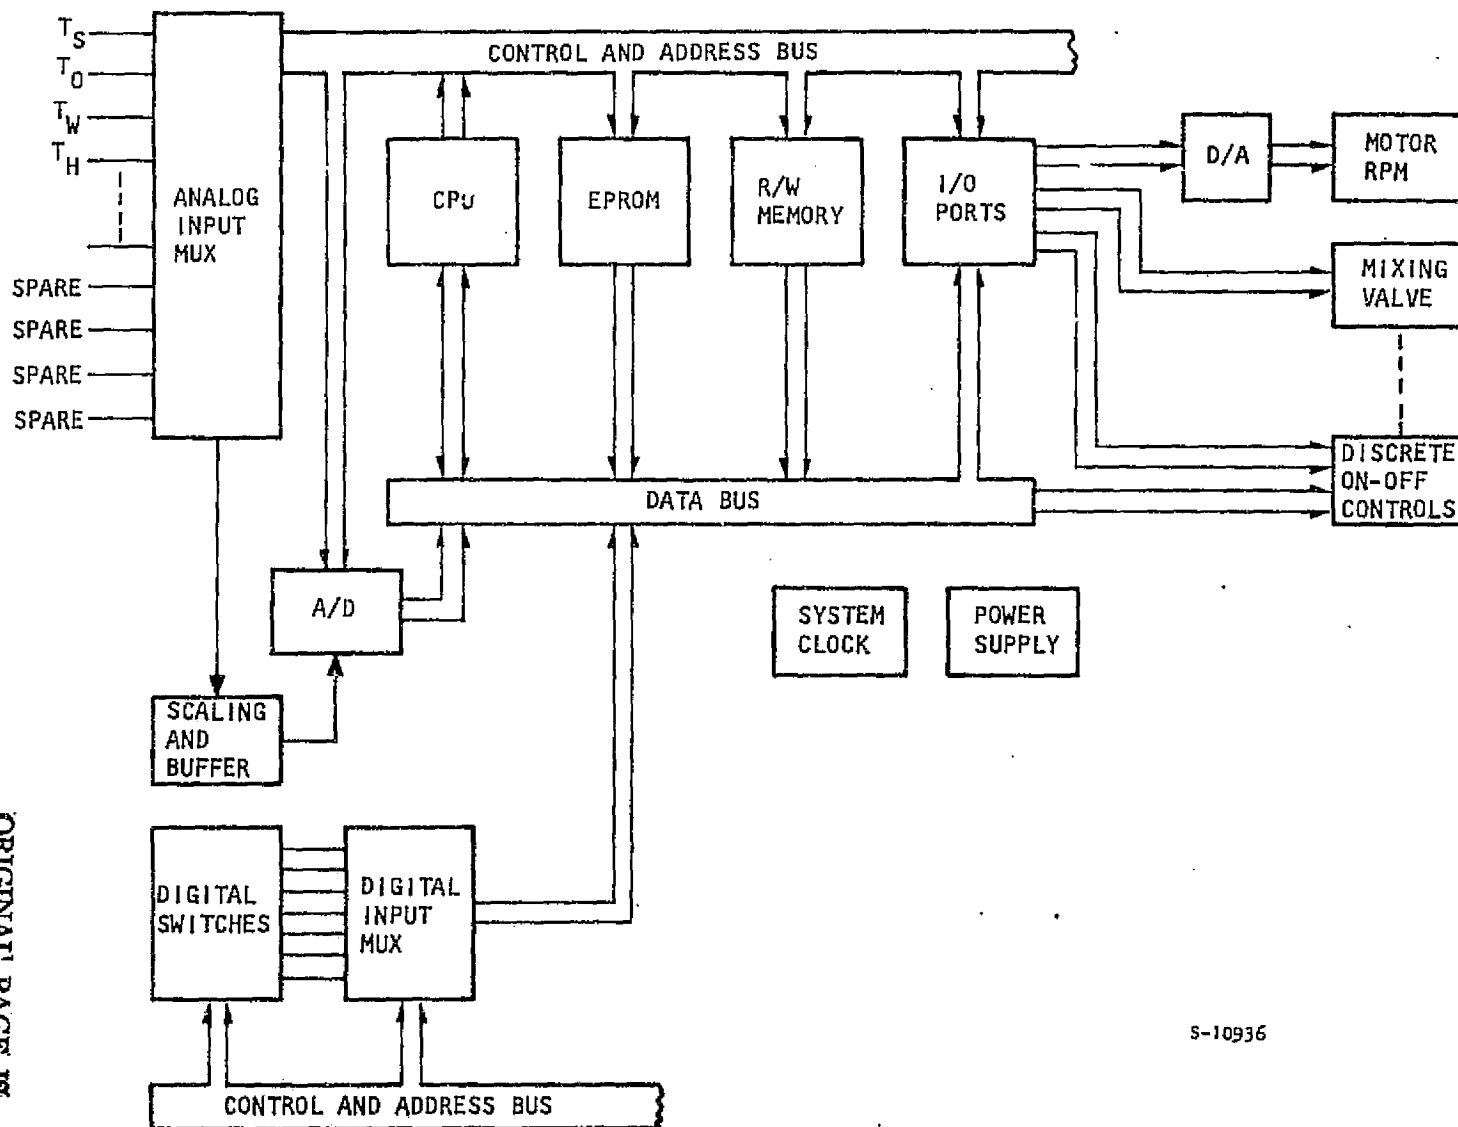 T_S
T_O
T_W
T_H
SPARE
SPARE
SPARE
SPARE
ANALOG
INPUT
MUX
CONTROL AND ADDRESS BUS
CPU
EPROM
R/W
MEMORY
I/O
PORTS
D/A
MOTOR
RPM
MIXING
VALVE
DISCRETE
ON-OFF
CONTROLS
DATA BUS
A/D
SYSTEM
CLOCK
POWER
SUPPLY
SCALING
AND
BUFFER
DIGITAL
SWITCHES
DIGITAL
INPUT
MUX
CONTROL AND ADDRESS BUS
S-10936
ORIGINAL PAGE IS